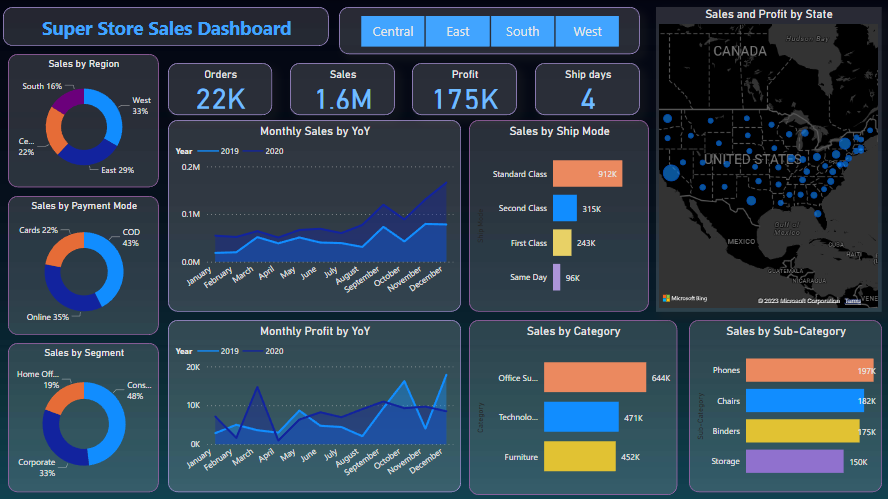 Super Store Sales Dashboard
Central
East
South
West
Sales and Profit by State
Sales by Region
South 16%
West
33%
Ce...
22%
East 29%
Orders
22K
Sales
1.6M
Profit
175K
Ship days
4
Monthly Sales by YoY
Year 2019 2020
0.2M
0.1M
0.0M
January
February
March
April
May
June
July
August
September
October
November
December
Sales by Ship Mode
Standard Class 912K
Second Class 315K
First Class 243K
Same Day 96K
CANADA
Hudson Bay
UNITED STATES
MEXICO
Gulf of
Mexico
CUBA
HAITI
GUATEMALA
NICARAGUA
VENE
Microsoft Bing
© 2023 Microsoft Corporation Terms
Sales by Payment Mode
Cards 22%
COD
43%
Online 35%
Sales by Segment
Home Off...
19%
Cons...
48%
Corporate
33%
Monthly Profit by YoY
Year 2019 2020
20K
10K
0K
January
February
March
April
May
June
July
August
September
October
November
December
Sales by Category
Category
Office Su... 644K
Technolo... 471K
Furniture 452K
Sales by Sub-Category
Sub-Category
Phones 197K
Chairs 182K
Binders 175K
Storage 150K